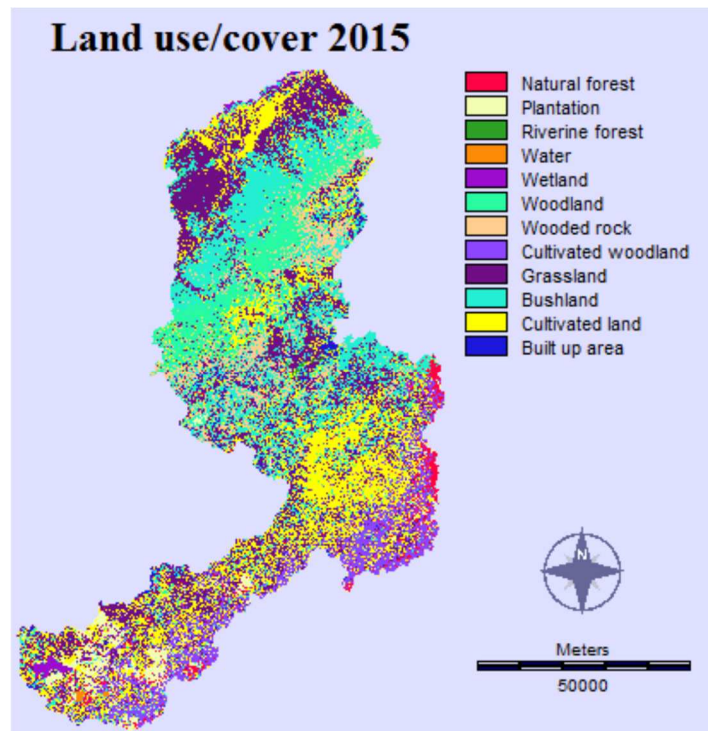 Land use/cover 2015
Natural forest
Plantation
Riverine forest
Water
Wetland
Woodland
Wooded rock
Cultivated woodland
Grassland
Bushland
Cultivated land
Built up area
N
Meters
50000